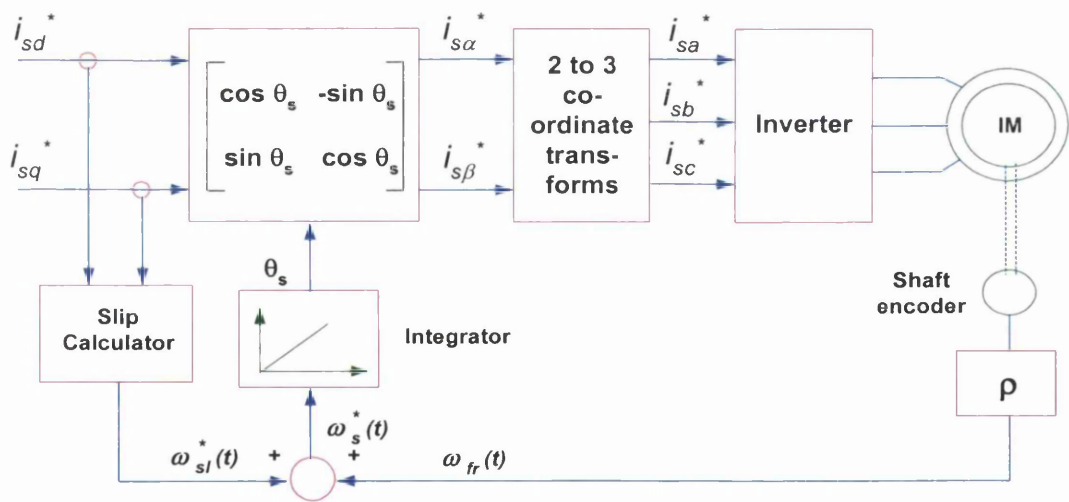 i_sd^*
i_sα^*
i_sa^*
cos θ_s -sin θ_s
sin θ_s cos θ_s
2 to 3
co-
ordinate
trans-
forms
i_sb^*
Inverter
IM
i_sq^*
i_sβ^*
i_sc^*
θ_s
Slip
Calculator
Integrator
Shaft
encoder
ρ
ω_s^*(t)
ω_sl^*(t)
+
+
ω_fr(t)